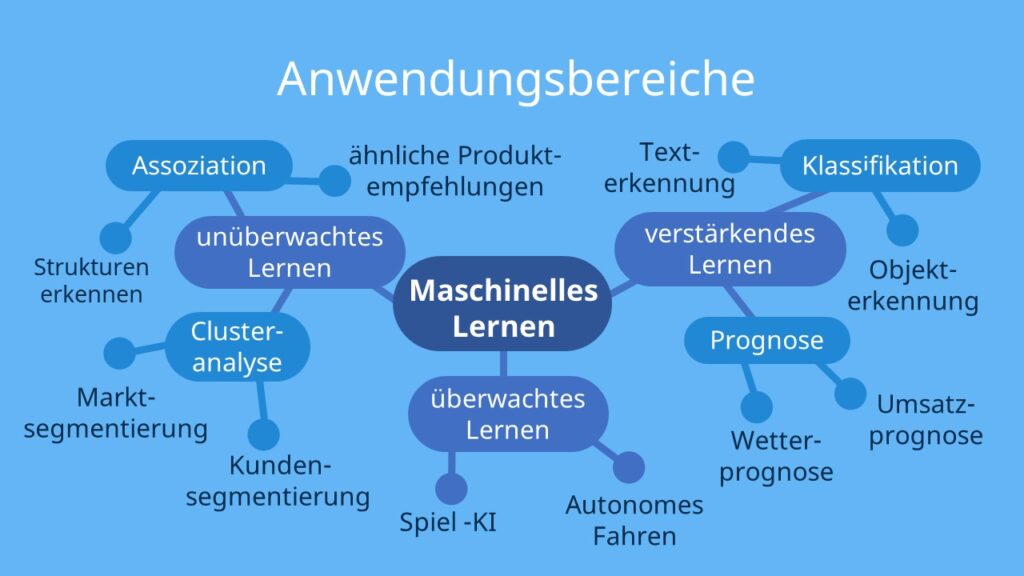 Anwendungsbereiche
Assoziation
ähnliche Produkt-
empfehlungen
Strukturen
erkennen
unüberwachtes
Lernen
Cluster-
analyse
Markt-
segmentierung
Kunden-
segmentierung
Maschinelles
Lernen
überwachtes
Lernen
Spiel -KI
Autonomes
Fahren
Text-
erkennung
Klassifikation
verstärkendes
Lernen
Objekt-
erkennung
Prognose
Wetter-
prognose
Umsatz-
prognose